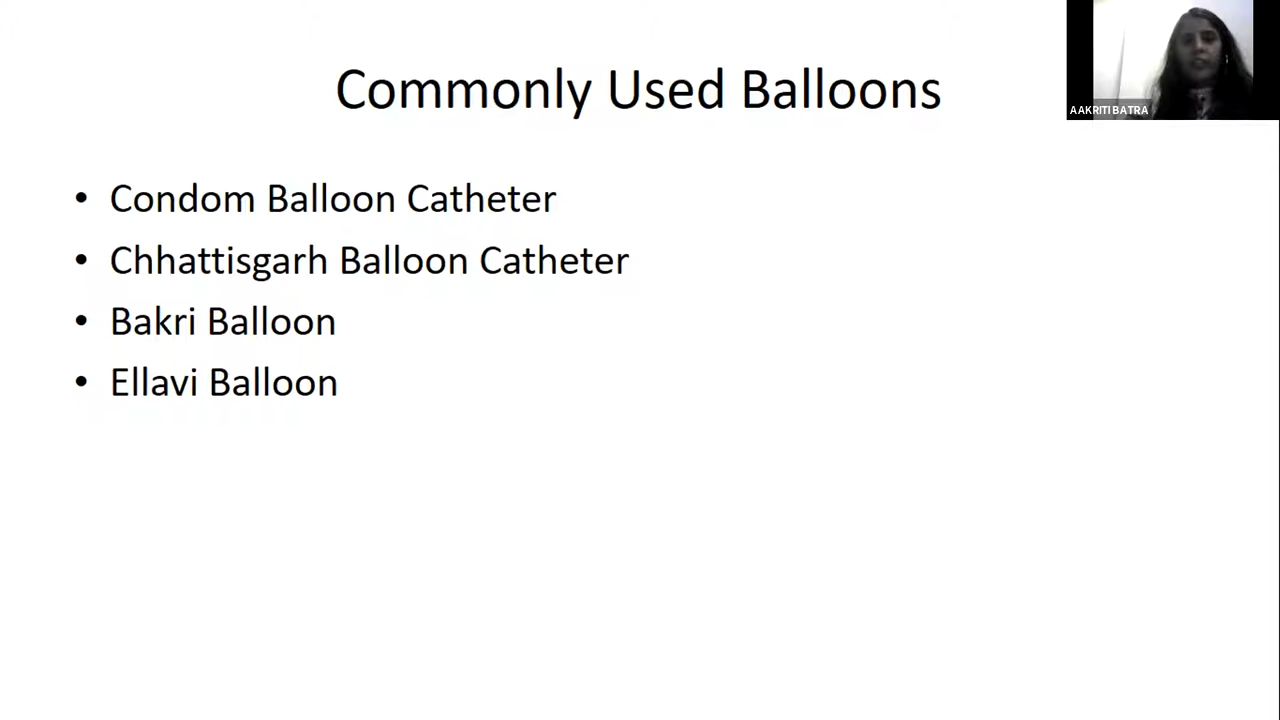 Commonly Used Balloons
AAKRITI BATRA
• Condom Balloon Catheter
• Chhattisgarh Balloon Catheter
• Bakri Balloon
• Ellavi Balloon